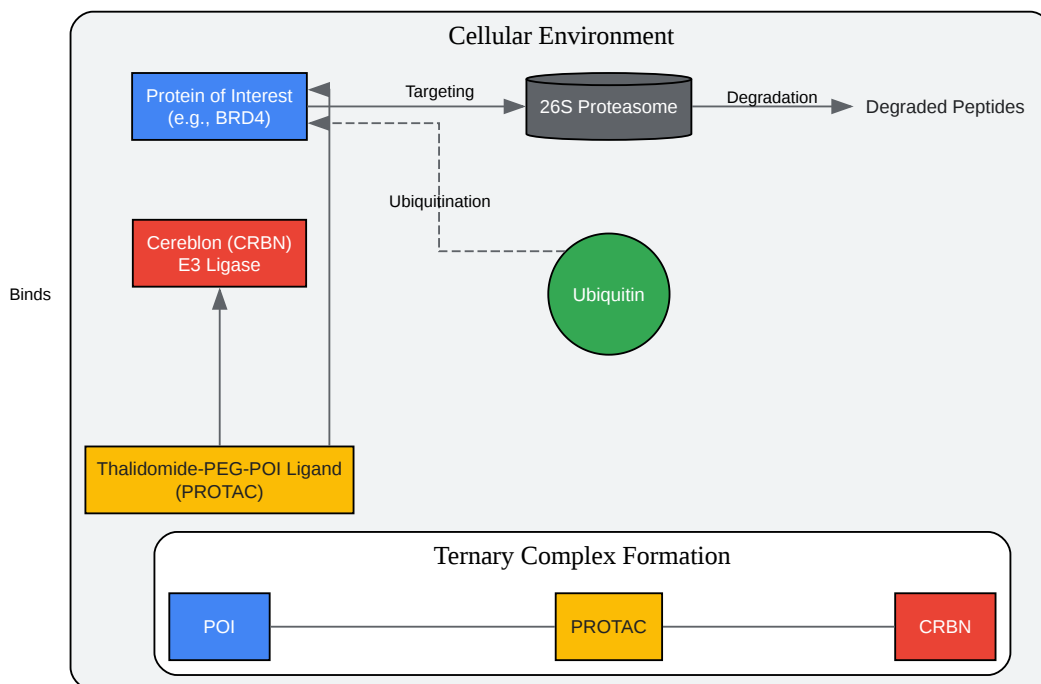 Cellular Environment
Protein of Interest
(e.g., BRD4)
Targeting
26S Proteasome
Degradation
Degraded Peptides
Ubiquitination
Cereblon (CRBN)
E3 Ligase
Ubiquitin
Binds
Thalidomide-PEG-POI Ligand
(PROTAC)
Ternary Complex Formation
POI
PROTAC
CRBN